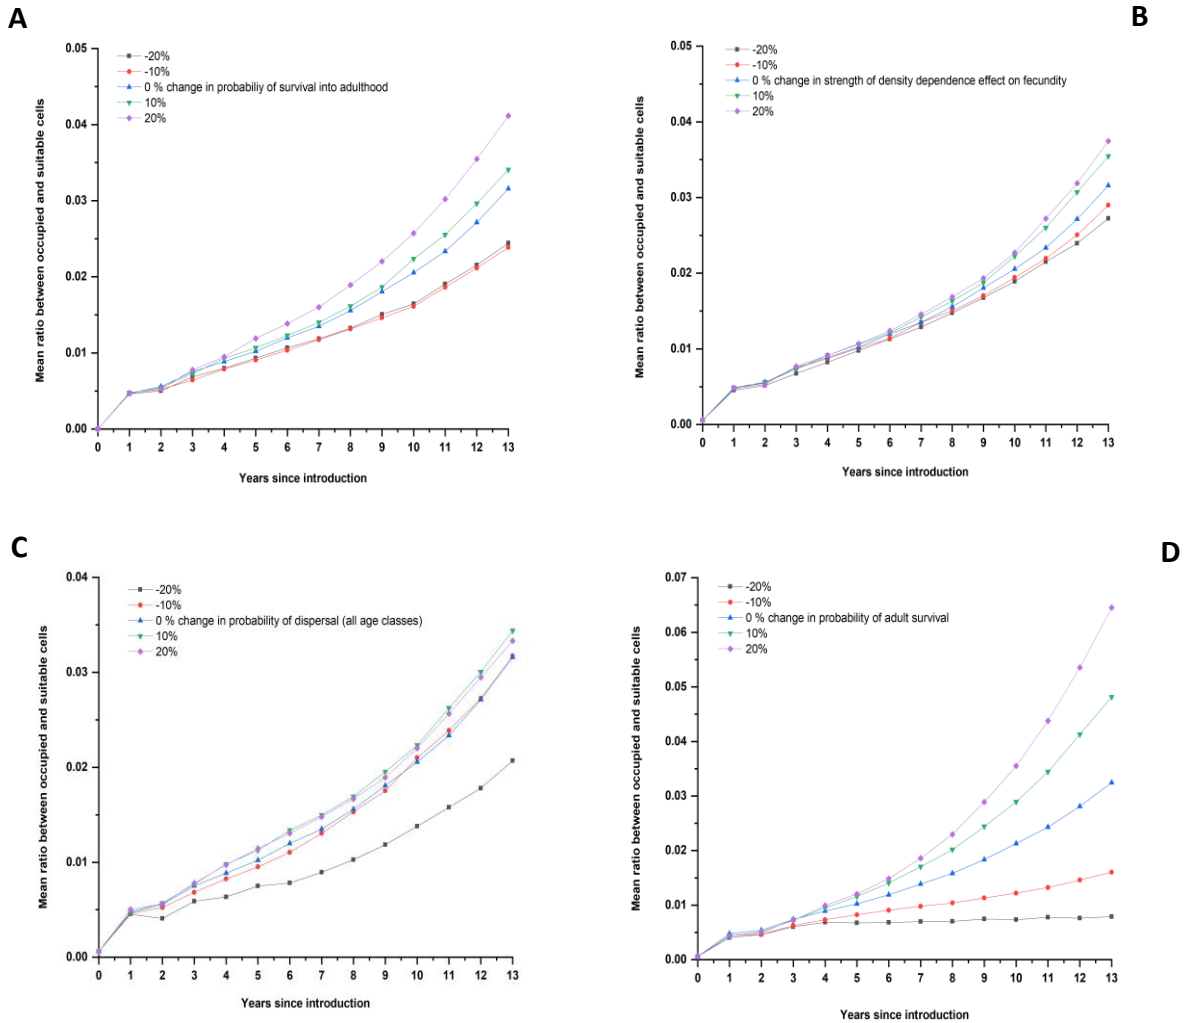 A
0.05
0.04
0.03
0.02
0.01
0.00
Mean ratio between occupied and suitable cells
-20%
-10%
0 % change in probabiliy of survival into adulthood
10%
20%
0 1 2 3 4 5 6 7 8 9 10 11 12 13
Years since introduction
B
0.05
0.04
0.03
0.02
0.01
0.00
Mean ratio between occupied and suitable cells
-20%
-10%
0 % change in strength of density dependence effect on fecundity
10%
20%
0 1 2 3 4 5 6 7 8 9 10 11 12 13
Years since introduction
C
0.04
0.03
0.02
0.01
0.00
Mean ratio between occupied and suitable cells
-20%
-10%
0 % change in probability of dispersal (all age classes)
10%
20%
0 1 2 3 4 5 6 7 8 9 10 11 12 13
Years since introduction
D
0.07
0.06
0.05
0.04
0.03
0.02
0.01
0.00
Mean ratio between occupied and suitable cells
-20%
-10%
0 % change in probability of adult survival
10%
20%
0 1 2 3 4 5 6 7 8 9 10 11 12 13
Years since introduction